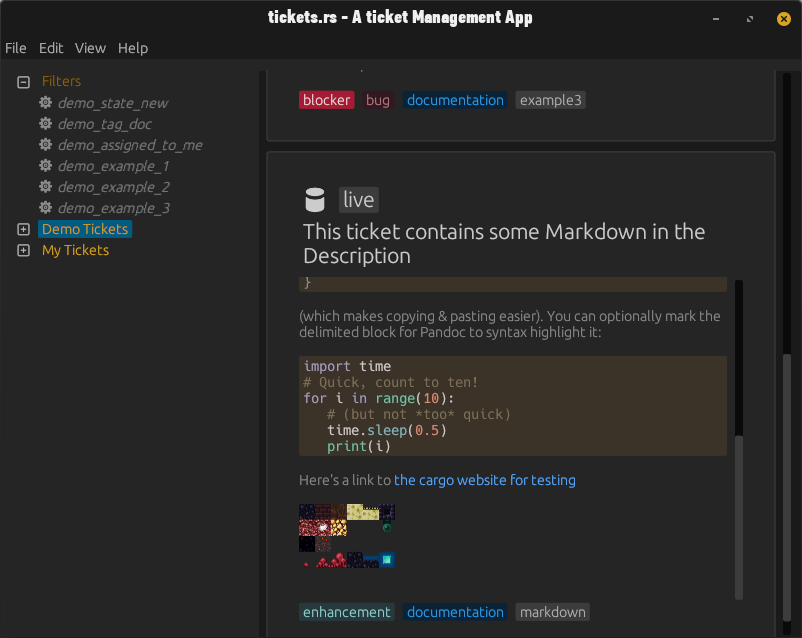 tickets.rs - A ticket Management App
File Edit View Help
Filters
demo_state_new
demo_tag_doc
demo_assigned_to_me
demo_example_1
demo_example_2
demo_example_3
Demo Tickets
My Tickets
blocker bug documentation example3
live
This ticket contains some Markdown in the
Description
}
(which makes copying & pasting easier). You can optionally mark the
delimited block for Pandoc to syntax highlight it:
import time
# Quick, count to ten!
for i in range(10):
# (but not *too* quick)
time.sleep(0.5)
print(i)
Here's a link to the cargo website for testing
enhancement documentation markdown